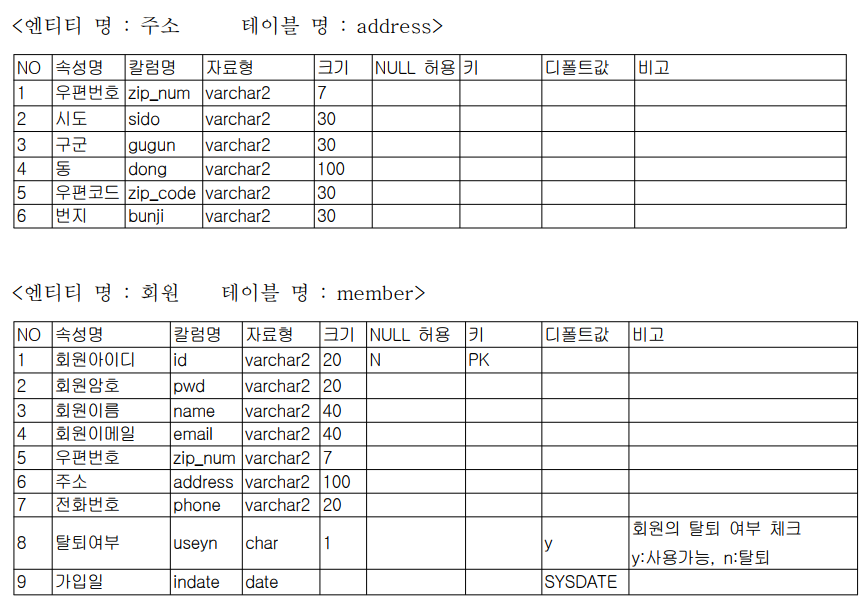 <엔티티 명 : 주소 테이블 명 : address>
NO 속성명 칼럼명 자료형 크기 NULL 허용 키 디폴트값 비고
1 우편번호 zip_num varchar2 7
2 시도 sido varchar2 30
3 구군 gugun varchar2 30
4 동 dong varchar2 100
5 우편코드 zip_code varchar2 30
6 번지 bunji varchar2 30
<엔티티 명 : 회원 테이블 명 : member>
NO 속성명 칼럼명 자료형 크기 NULL 허용 키 디폴트값 비고
1 회원아이디 id varchar2 20 N PK
2 회원암호 pwd varchar2 20
3 회원이름 name varchar2 40
4 회원이메일 email varchar2 40
5 우편번호 zip_num varchar2 7
6 주소 address varchar2 100
7 전화번호 phone varchar2 20
8 탈퇴여부 useyn char 1 y 회원의 탈퇴 여부 체크
y:사용가능, n:탈퇴
9 가입일 indate date SYSDATE